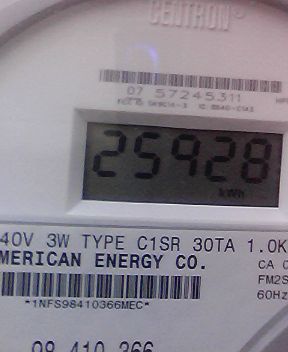 CENTRON®
07 57245311
25928
kWh
40V 3W TYPE C1SR 30TA 1.0K
MERICAN ENERGY CO.
CA 0
FM2S
60Hz
*1NFS98410366MEC*
98 410 366